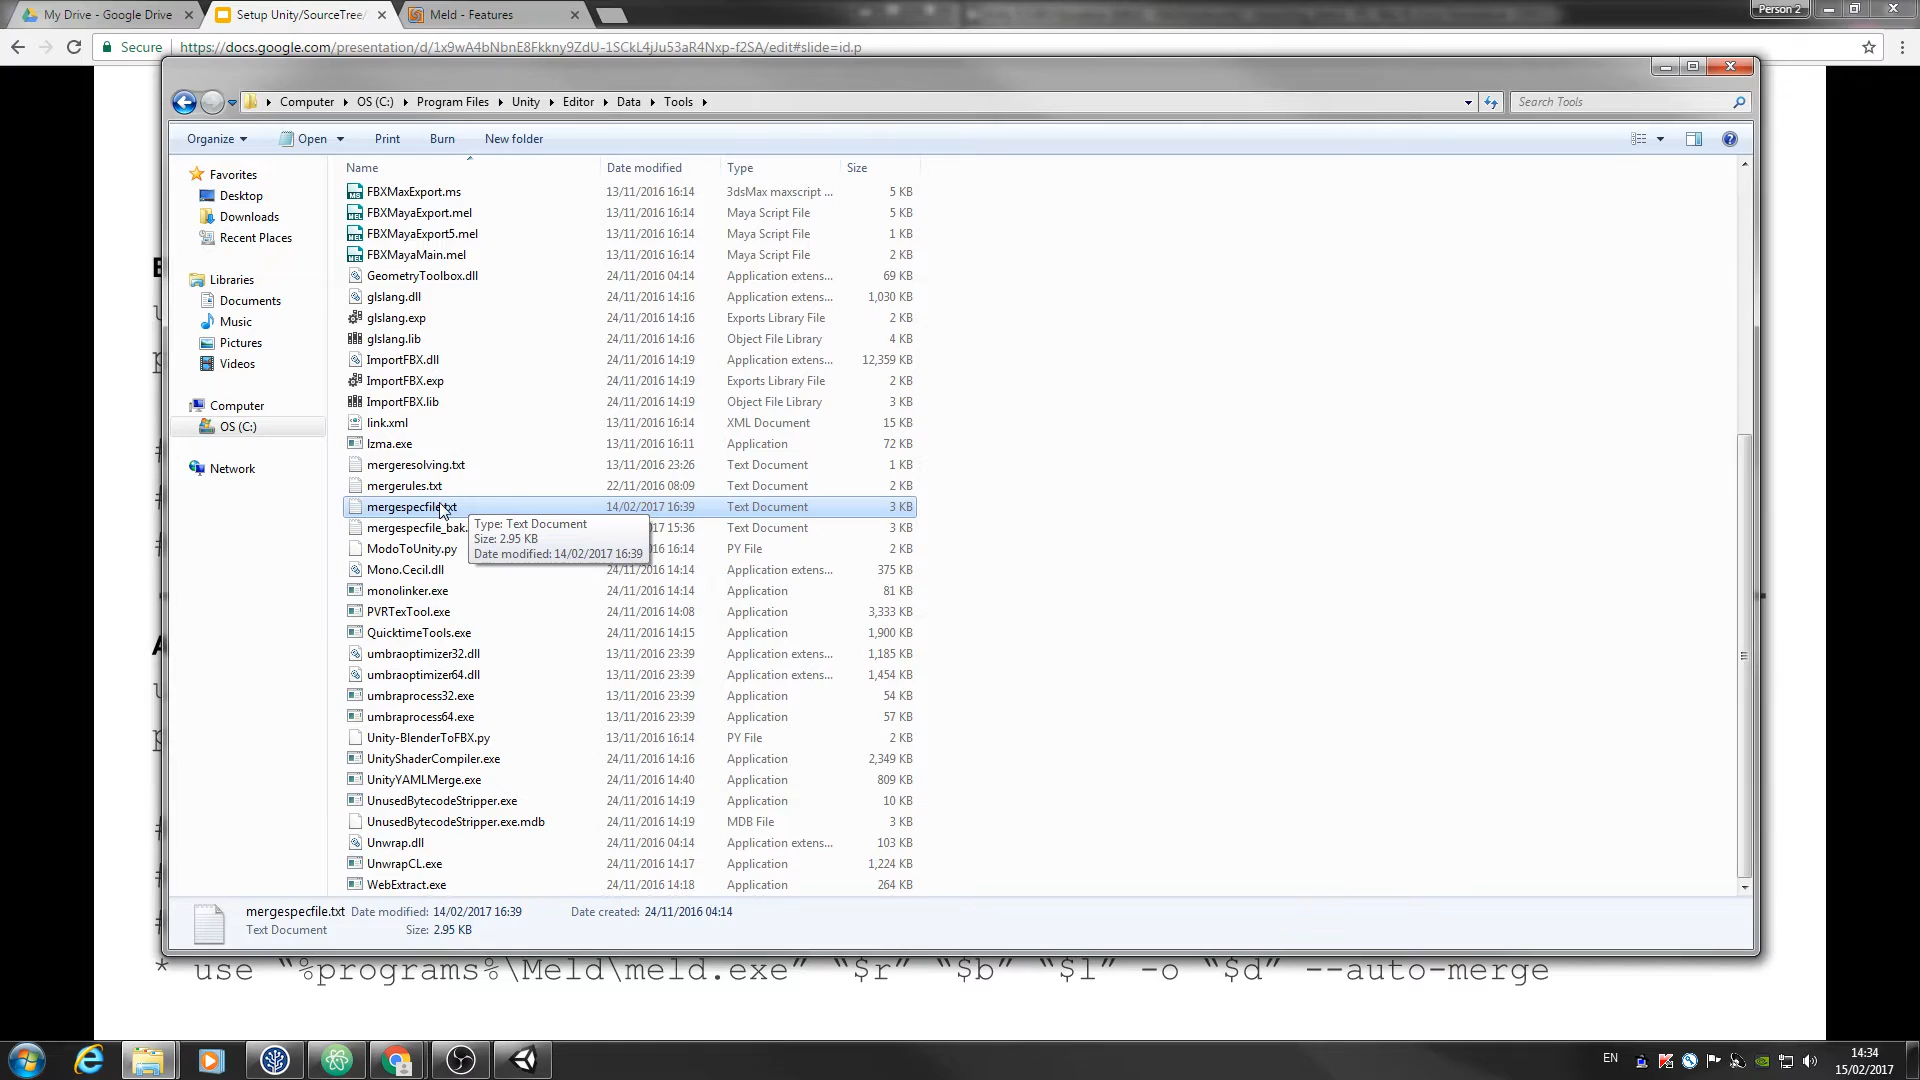 My Drive - Google Drive
Setup Unity/SourceTree/
Meld - Features
Person 2
Secure
https://docs.google.com/presentation/d/1x9wA4bNbnE8Fkkny9ZdU-1SCkL4jJu53aR4Nxp-f2SA/edit#slide=id.p
Computer OS (C:) Program Files Unity Editor Data Tools
Search Tools
Organize Open Print Burn New folder
Name Date modified Type Size
Favorites
Desktop
Downloads
Recent Places
Libraries
Documents
Music
Pictures
Videos
Computer
OS (C:)
Network
FBXMaxExport.ms 13/11/2016 16:14 3dsMax maxscript ... 5 KB
FBXMayaExport.mel 13/11/2016 16:14 Maya Script File 5 KB
FBXMayaExport5.mel 13/11/2016 16:14 Maya Script File 1 KB
FBXMayaMain.mel 13/11/2016 16:14 Maya Script File 2 KB
GeometryToolbox.dll 24/11/2016 04:14 Application extens... 69 KB
glslang.dll 24/11/2016 14:16 Application extens... 1,030 KB
glslang.exp 24/11/2016 14:16 Exports Library File 2 KB
glslang.lib 24/11/2016 14:16 Object File Library 4 KB
ImportFBX.dll 24/11/2016 14:19 Application extens... 12,359 KB
ImportFBX.exp 24/11/2016 14:19 Exports Library File 2 KB
ImportFBX.lib 24/11/2016 14:19 Object File Library 3 KB
link.xml 13/11/2016 16:14 XML Document 15 KB
lzma.exe 13/11/2016 16:11 Application 72 KB
mergeresolving.txt 13/11/2016 23:26 Text Document 1 KB
mergerules.txt 22/11/2016 08:09 Text Document 2 KB
mergespecfile.txt 14/02/2017 16:39 Text Document 3 KB
mergespecfile_bak. 017 15:36 Text Document 3 KB
Type: Text Document
Size: 2.95 KB
Date modified: 14/02/2017 16:39
ModoToUnity.py 016 16:14 PY File 2 KB
Mono.Cecil.dll 24/11/2016 14:14 Application extens... 375 KB
monolinker.exe 24/11/2016 14:14 Application 81 KB
PVRTexTool.exe 24/11/2016 14:08 Application 3,333 KB
QuicktimeTools.exe 24/11/2016 14:15 Application 1,900 KB
umbraoptimizer32.dll 13/11/2016 23:39 Application extens... 1,185 KB
umbraoptimizer64.dll 13/11/2016 23:39 Application extens... 1,454 KB
umbraprocess32.exe 13/11/2016 23:39 Application 54 KB
umbraprocess64.exe 13/11/2016 23:39 Application 57 KB
Unity-BlenderToFBX.py 13/11/2016 16:14 PY File 2 KB
UnityShaderCompiler.exe 24/11/2016 14:16 Application 2,349 KB
UnityYAMLMerge.exe 24/11/2016 14:40 Application 809 KB
UnusedBytecodeStripper.exe 24/11/2016 14:19 Application 10 KB
UnusedBytecodeStripper.exe.mdb 24/11/2016 14:19 MDB File 3 KB
Unwrap.dll 24/11/2016 04:14 Application extens... 103 KB
UnwrapCL.exe 24/11/2016 14:17 Application 1,224 KB
WebExtract.exe 24/11/2016 14:18 Application 264 KB
mergespecfile.txt Date modified: 14/02/2017 16:39 Date created: 24/11/2016 04:14
Text Document Size: 2.95 KB
* use “%programs%\Meld\meld.exe” “$r” “$b” “$l” -o “$d” --auto-merge
EN
14:34
15/02/2017